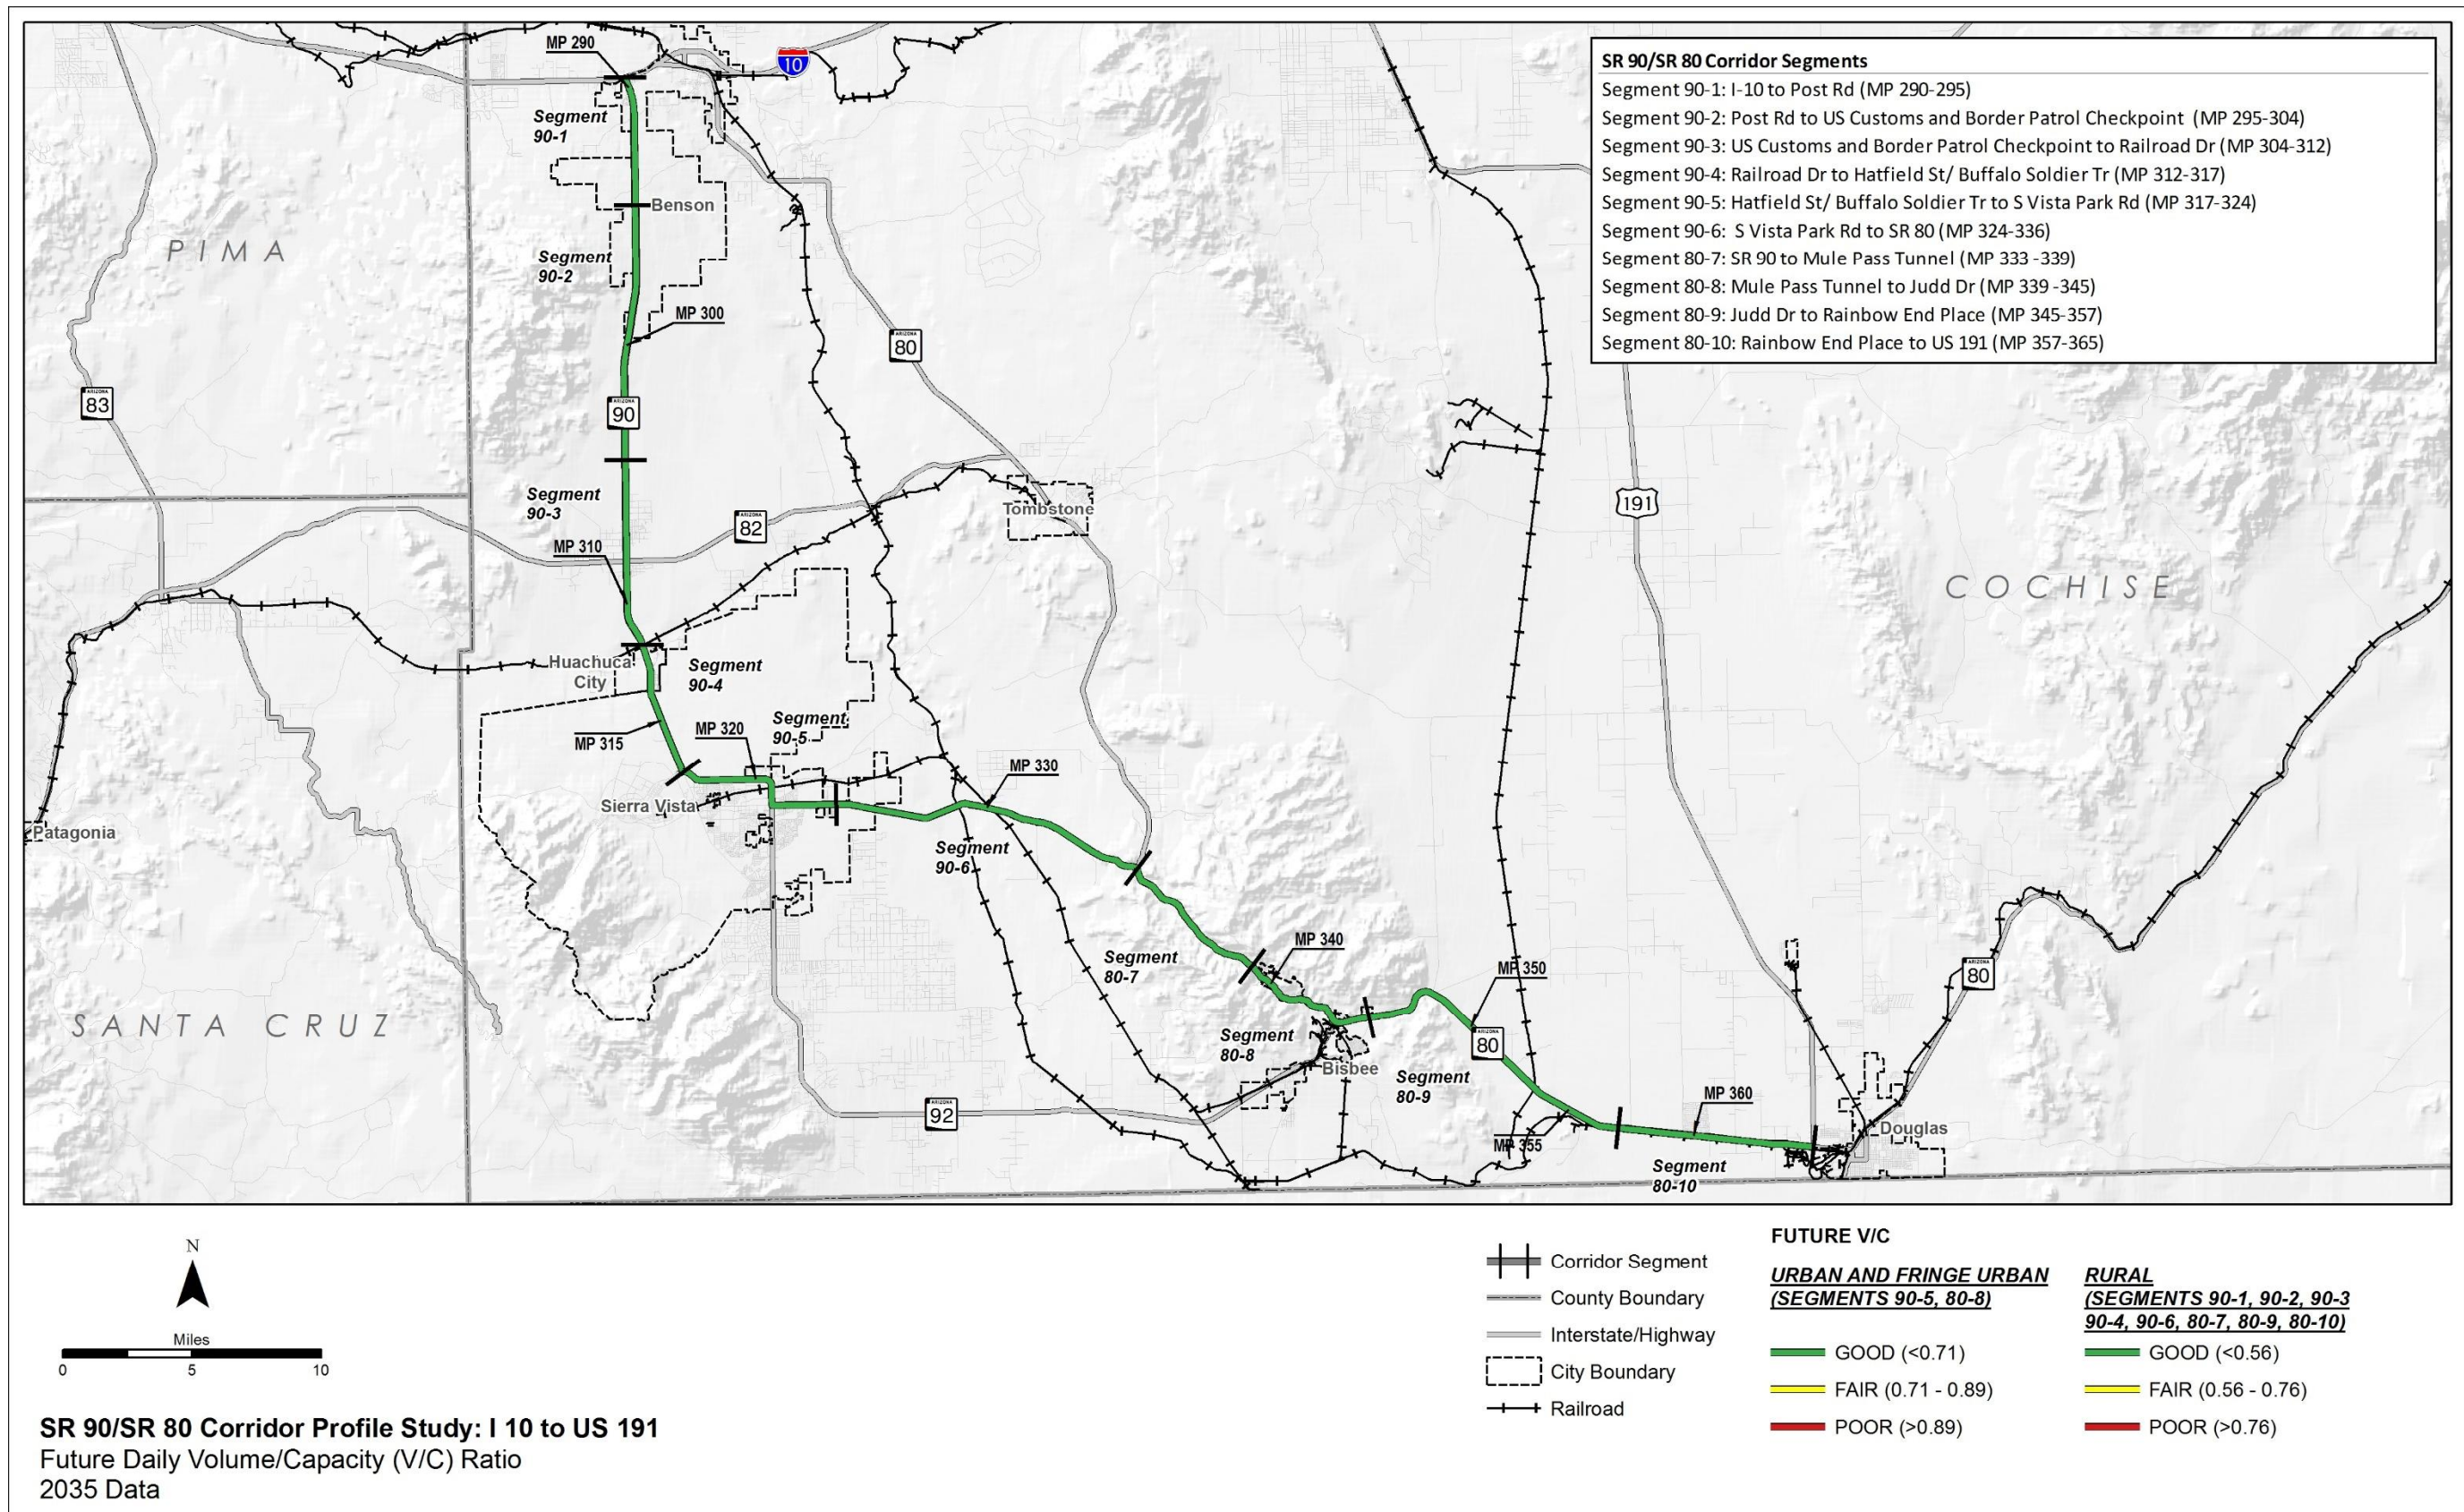 MP 290
10
SR 90/SR 80 Corridor Segments
Segment 90-1: I-10 to Post Rd (MP 290-295)
Segment 90-2: Post Rd to US Customs and Border Patrol Checkpoint (MP 295-304)
Segment 90-3: US Customs and Border Patrol Checkpoint to Railroad Dr (MP 304-312)
Segment 90-4: Railroad Dr to Hatfield St/ Buffalo Soldier Tr (MP 312-317)
Segment 90-5: Hatfield St/ Buffalo Soldier Tr to S Vista Park Rd (MP 317-324)
Segment 90-6: S Vista Park Rd to SR 80 (MP 324-336)
Segment 80-7: SR 90 to Mule Pass Tunnel (MP 333 -339)
Segment 80-8: Mule Pass Tunnel to Judd Dr (MP 339 -345)
Segment 80-9: Judd Dr to Rainbow End Place (MP 345-357)
Segment 80-10: Rainbow End Place to US 191 (MP 357-365)
Segment
90-1
Benson
PIMA
Segment
90-2
MP 300
ARIZONA
80
ARIZONA
83
ARIZONA
90
Segment
90-3
Tombstone
191
ARIZONA
82
MP 310
COCHISE
Huachuca
City
Segment
90-4
MP 315
MP 320
Segment
90-5
MP 330
Sierra Vista
Patagonia
Segment
90-6
Segment
80-7
MP 340
MP 350
ARIZONA
80
SANTA CRUZ
Segment
80-8
Bisbee
ARIZONA
80
Segment
80-9
ARIZONA
92
MP 360
MP 355
Douglas
Segment
80-10
N
Miles
0 5 10
SR 90/SR 80 Corridor Profile Study: I 10 to US 191
Future Daily Volume/Capacity (V/C) Ratio
2035 Data
Corridor Segment
County Boundary
Interstate/Highway
City Boundary
Railroad
FUTURE V/C
URBAN AND FRINGE URBAN
(SEGMENTS 90-5, 80-8)
GOOD (<0.71)
FAIR (0.71 - 0.89)
POOR (>0.89)
RURAL
(SEGMENTS 90-1, 90-2, 90-3
90-4, 90-6, 80-7, 80-9, 80-10)
GOOD (<0.56)
FAIR (0.56 - 0.76)
POOR (>0.76)